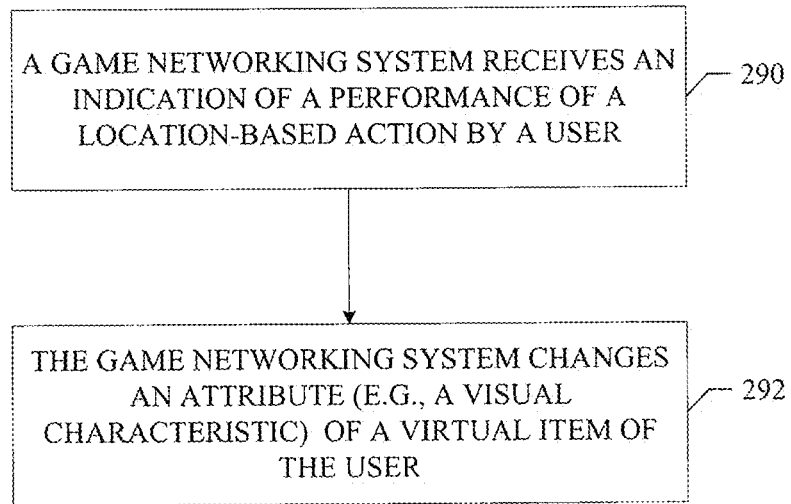 A GAME NETWORKING SYSTEM RECEIVES AN
INDICATION OF A PERFORMANCE OF A
LOCATION-BASED ACTION BY A USER
290
THE GAME NETWORKING SYSTEM CHANGES
AN ATTRIBUTE (E.G., A VISUAL
CHARACTERISTIC) OF A VIRTUAL ITEM OF
THE USER
292